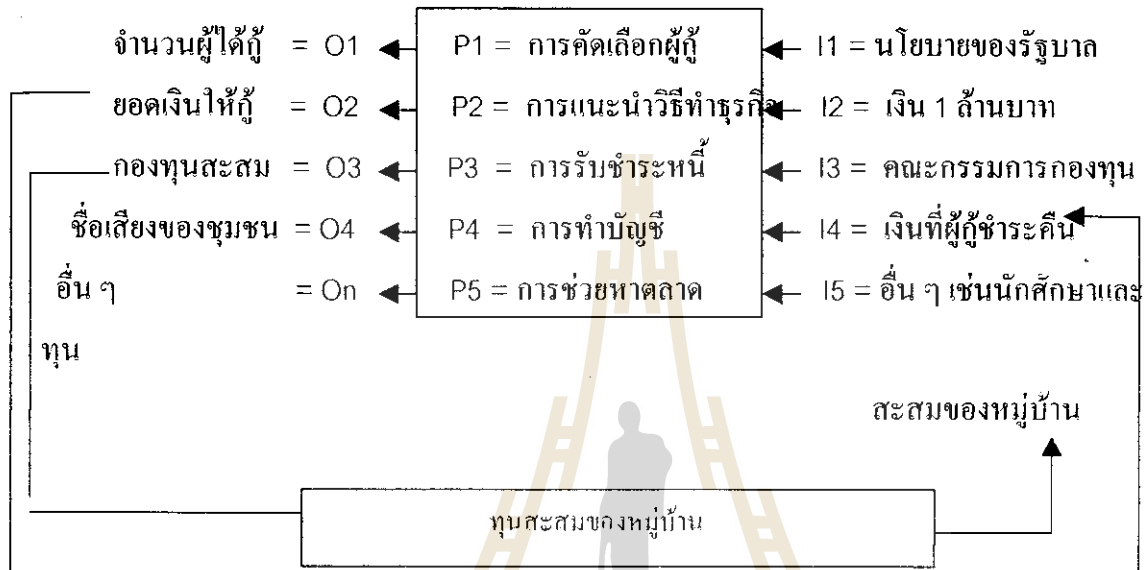 จำนวนผู้ได้กู้ = O1 P1 = การคัดเลือกผู้กู้ I1 = นโยบายของรัฐบาล
ยอดเงินให้กู้ = O2 P2 = การแนะนำวิธีทำธุรกิจ I2 = เงิน 1 ล้านบาท
กองทุนสะสม = O3 P3 = การรับชำระหนี้ I3 = คณะกรรมการกองทุน
ชื่อเสียงของชุมชน = O4 P4 = การทำบัญชี I4 = เงินที่ผู้กู้ชำระคืน
อื่น ๆ = On P5 = การช่วยหาตลาด I5 = อื่น ๆ เช่นนักศึกษาและ
ทุน
สะสมของหมู่บ้าน
ทุนสะสมของหมู่บ้าน